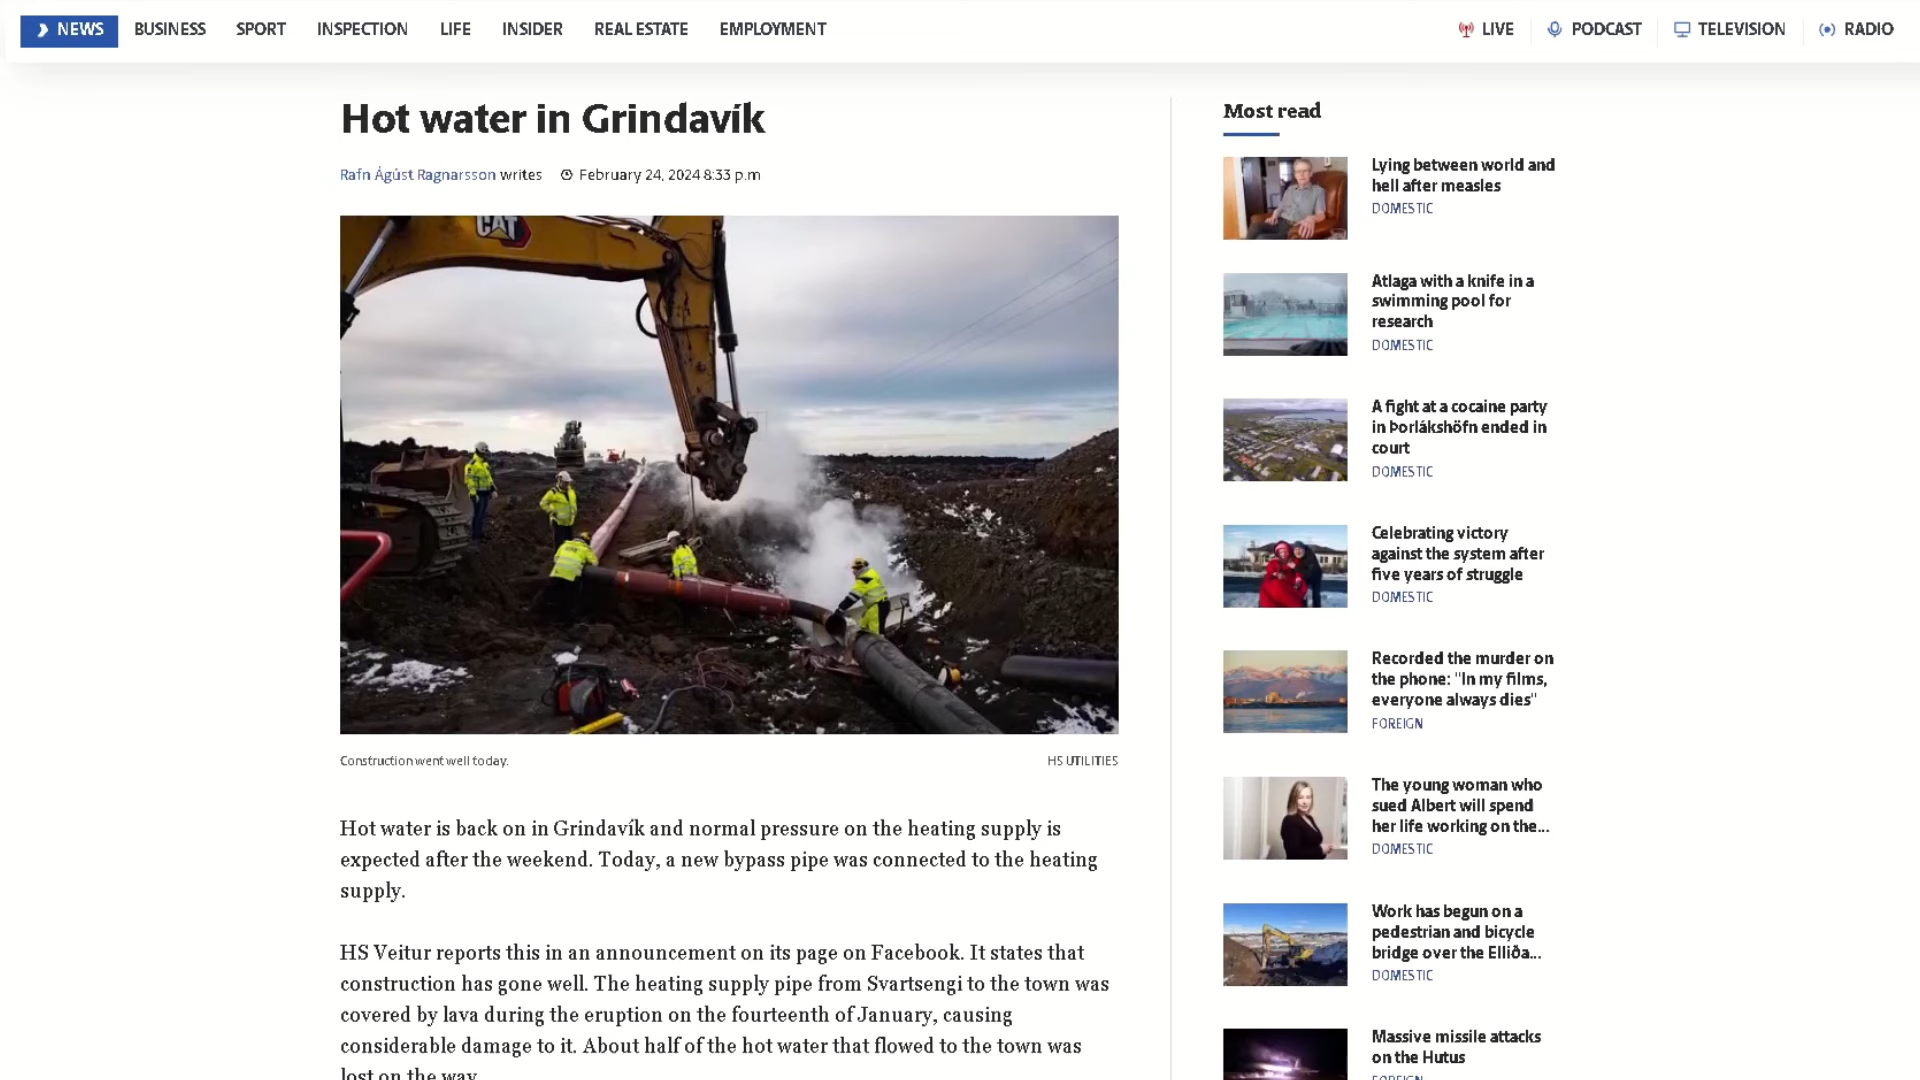 NEWS BUSINESS SPORT INSPECTION LIFE INSIDER REAL ESTATE EMPLOYMENT LIVE PODCAST TELEVISION RADIO
Hot water in Grindavík
Rafn Ágúst Ragnarsson writes February 24, 2024 8:33 p.m
CAT
Construction went well today.
HS UTILITIES
Hot water is back on in Grindavík and normal pressure on the heating supply is
expected after the weekend. Today, a new bypass pipe was connected to the heating
supply.
HS Veitur reports this in an announcement on its page on Facebook. It states that
construction has gone well. The heating supply pipe from Svartsengi to the town was
covered by lava during the eruption on the fourteenth of January, causing
considerable damage to it. About half of the hot water that flowed to the town was
lost on the way.
Most read
Lying between world and
hell after measles
DOMESTIC
Atlaga with a knife in a
swimming pool for
research
DOMESTIC
A fight at a cocaine party
in Þorlákshöfn ended in
court
DOMESTIC
Celebrating victory
against the system after
five years of struggle
DOMESTIC
Recorded the murder on
the phone: "In my films,
everyone always dies"
FOREIGN
The young woman who
sued Albert will spend
her life working on the...
DOMESTIC
Work has begun on a
pedestrian and bicycle
bridge over the Elliða...
DOMESTIC
Massive missile attacks
on the Hutus
FOREIGN